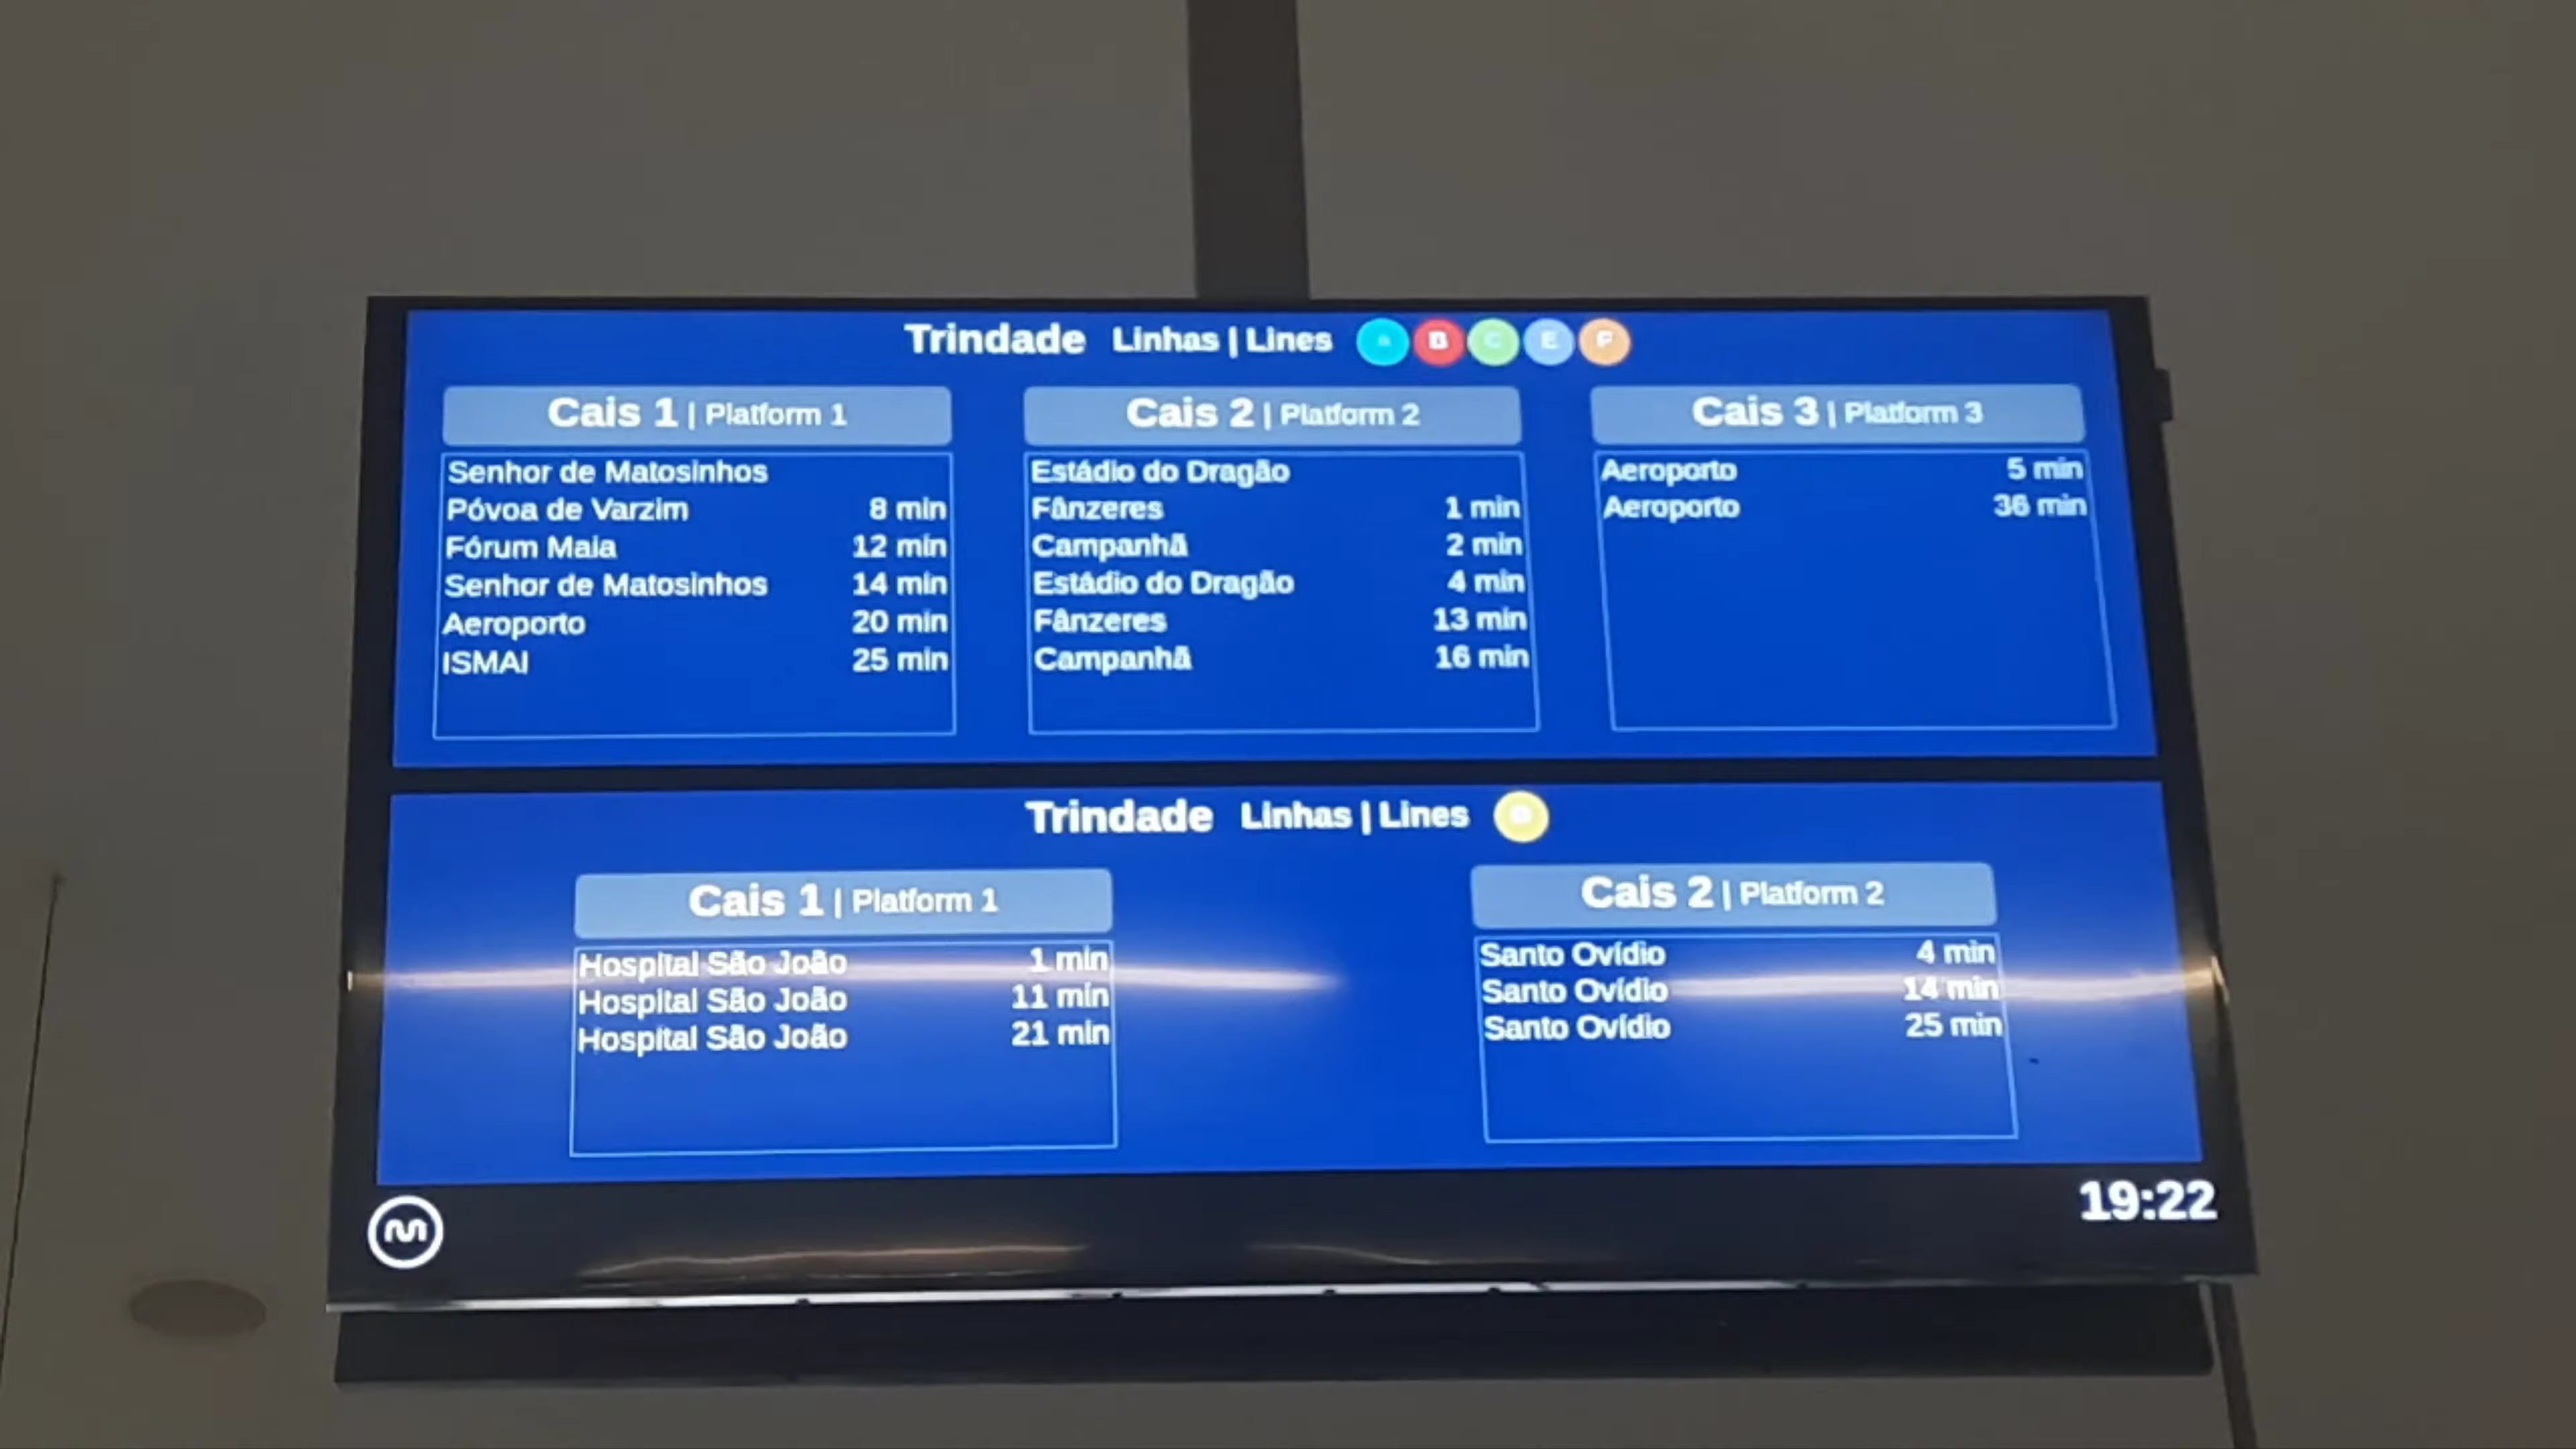 Trindade Linhas | Lines A B C E F
Cais 1 | Platform 1
Senhor de Matosinhos
Póvoa de Varzim 8 min
Fórum Maia 12 min
Senhor de Matosinhos 14 min
Aeroporto 20 min
ISMAI 25 min
Cais 2 | Platform 2
Estádio do Dragão
Fânzeres 1 min
Campanhã 2 min
Estádio do Dragão 4 min
Fânzeres 13 min
Campanhã 16 min
Cais 3 | Platform 3
Aeroporto 5 min
Aeroporto 36 min
Trindade Linhas | Lines
Cais 1 | Platform 1
Hospital São João 1 min
Hospital São João 11 min
Hospital São João 21 min
Cais 2 | Platform 2
Santo Ovídio 4 min
Santo Ovídio 14 min
Santo Ovídio 25 min
19:22